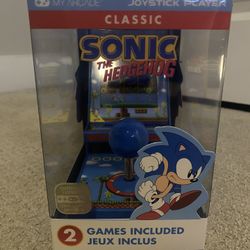 MY ARCADE JOYSTICK PLAYER
CLASSIC
SONIC
THE HEDGEHOG
2 GAMES INCLUDED
JEUX INCLUS